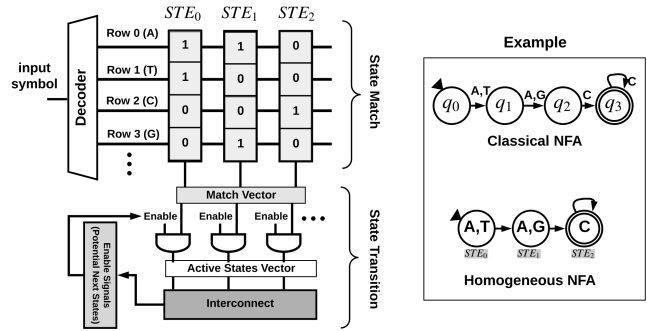 STE0 STE1 STE2
input symbol
Decoder
Row 0 (A) 1 1 0
Row 1 (T) 1 0 0
Row 2 (C) 0 0 1
Row 3 (G) 0 1 0
State Match
Match Vector
Enable Enable Enable
Active States Vector
Interconnect
Enable Signals
(Potential Next States)
State Transition
Example
A,T A,G C C
q0 q1 q2 q3
Classical NFA
A,T A,G C
STE0 STE1 STE2
Homogeneous NFA